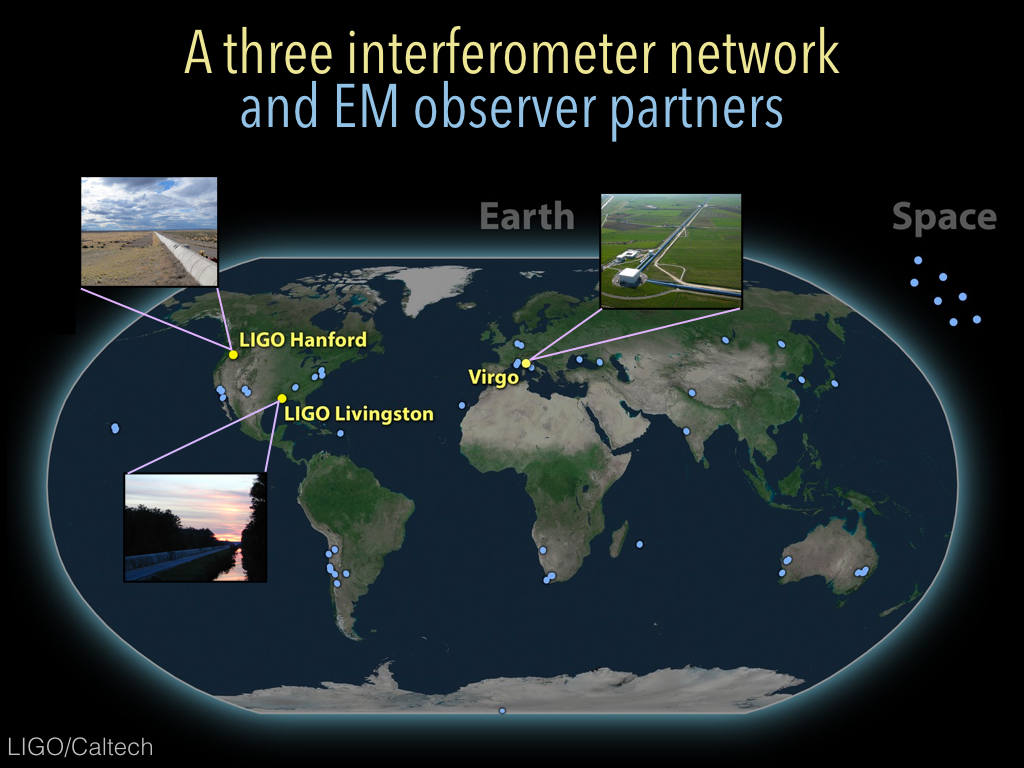 A three interferometer network
and EM observer partners
Earth
Space
LIGO Hanford
Virgo
LIGO Livingston
LIGO/Caltech